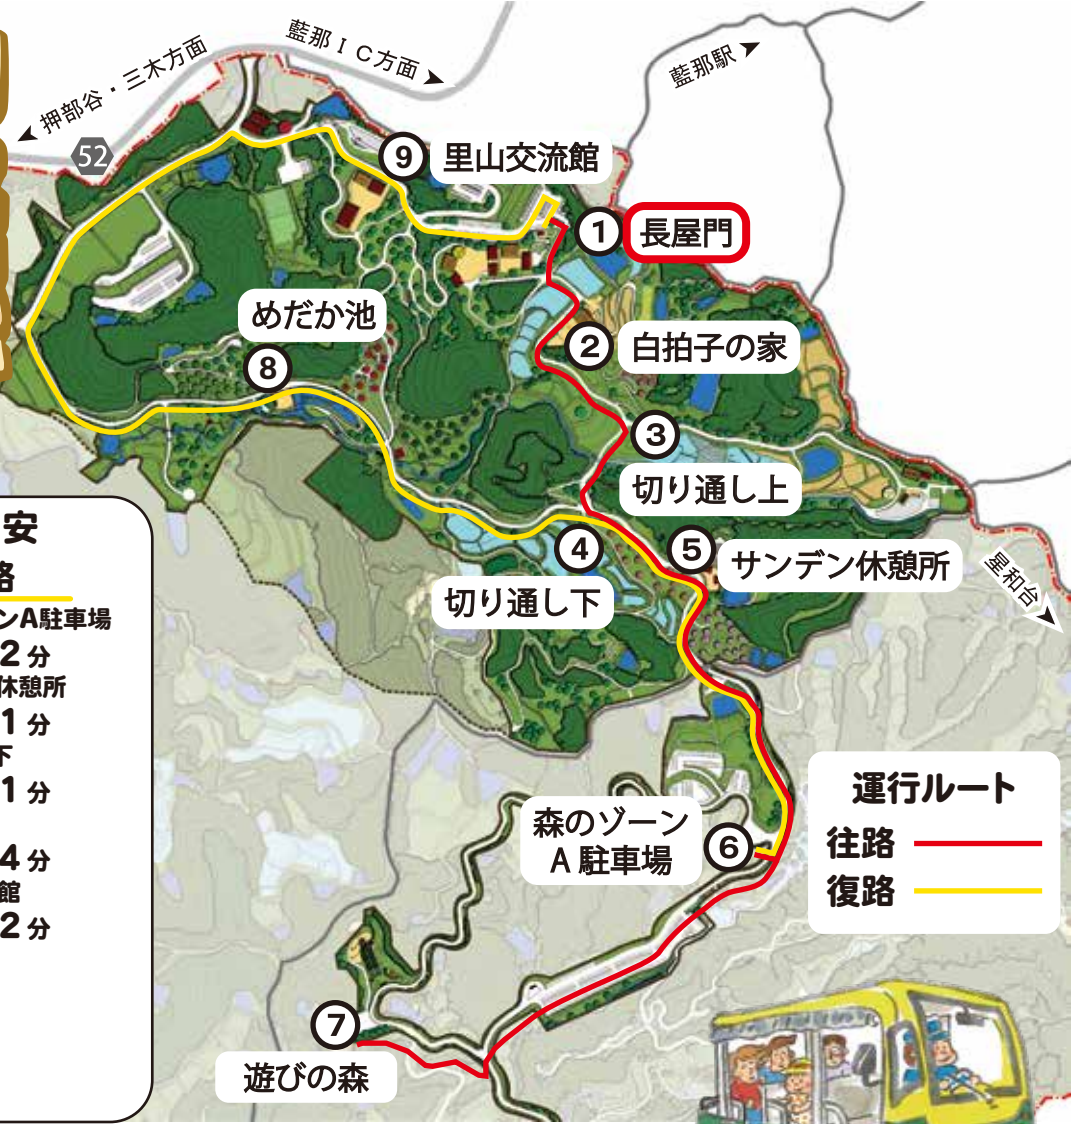 藍那ＩＣ方面
押部谷・三木方面
藍那駅
52
⑨ 里山交流館
① 長屋門
めだか池
⑧
② 白拍子の家
③
切り通し上
④
切り通し下
⑤ サンデン休憩所
星和台
安
路
ンA駐車場
2分
休憩所
1分
下
1分
4分
館
2分
森のゾーン
A 駐車場
⑥
運行ルート
往路
復路
⑦
遊びの森